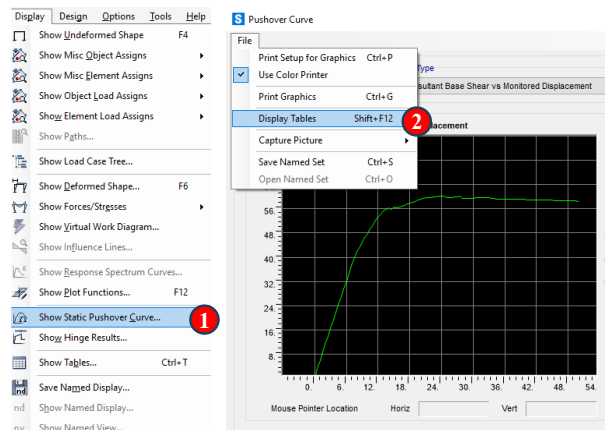 Display Design Options Tools Help
Show Undeformed Shape F4
Show Misc Object Assigns
Show Misc Element Assigns
Show Object Load Assigns
Show Element Load Assigns
Show Paths...
Show Load Case Tree...
Show Deformed Shape... F6
Show Forces/Stresses
Show Virtual Work Diagram...
Show Influence Lines...
Show Response Spectrum Curves...
Show Plot Functions... F12
Show Static Pushover Curve...
1
Show Hinge Results...
Show Tables... Ctrl+T
Save Named Display...
nd Show Named Display...
nv Show Named View...
S Pushover Curve
File
Print Setup for Graphics Ctrl+P
Use Color Printer
Print Graphics Ctrl+G
Display Tables Shift+F12
2
Capture Picture
Save Named Set Ctrl+S
Open Named Set Ctrl+O
Type
sultant Base Shear vs Monitored Displacement
lacement
56.
48.
40.
32.
24.
16.
8.
0. 6. 12. 18. 24. 30. 36. 42. 48. 54.
Mouse Pointer Location Horiz Vert